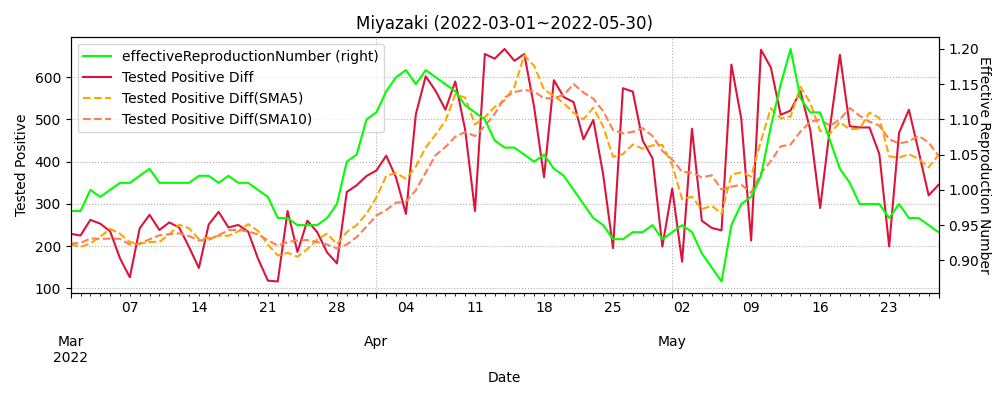 Miyazaki (2022-03-01~2022-05-30)
effectiveReproductionNumber (right)
Tested Positive Diff
Tested Positive Diff(SMA5)
Tested Positive Diff(SMA10)
Tested Positive
600
500
400
300
200
100
1.20
1.15
1.10
1.05
1.00
0.95
0.90
Effective Reproduction Number
07 14 21 28 04 11 18 25 02 09 16 23
Mar Apr May
2022
Date